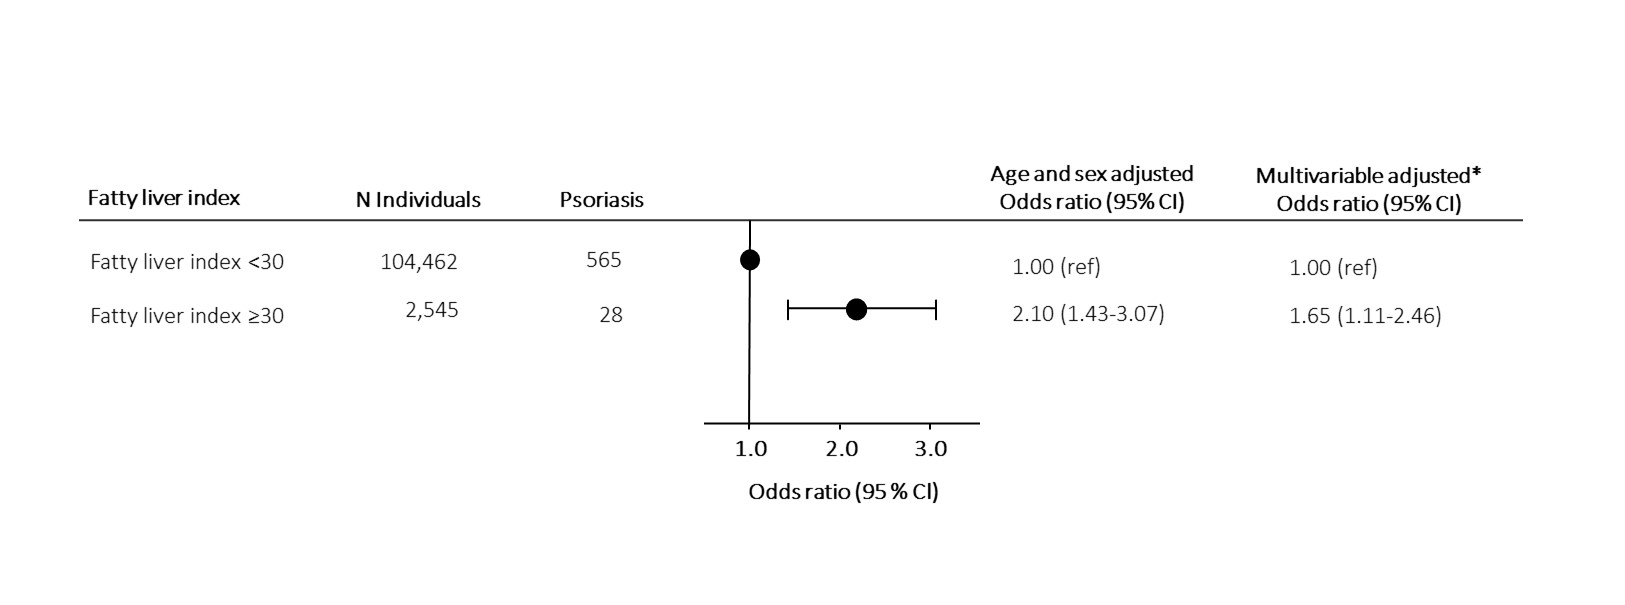 Fatty liver index
N Individuals
Psoriasis
Age and sex adjusted
Odds ratio (95% CI)
Multivariable adjusted*
Odds ratio (95% CI)
Fatty liver index <30
104,462
565
1.00 (ref)
1.00 (ref)
Fatty liver index ≥30
2,545
28
2.10 (1.43-3.07)
1.65 (1.11-2.46)
1.0 2.0 3.0
Odds ratio (95 % CI)